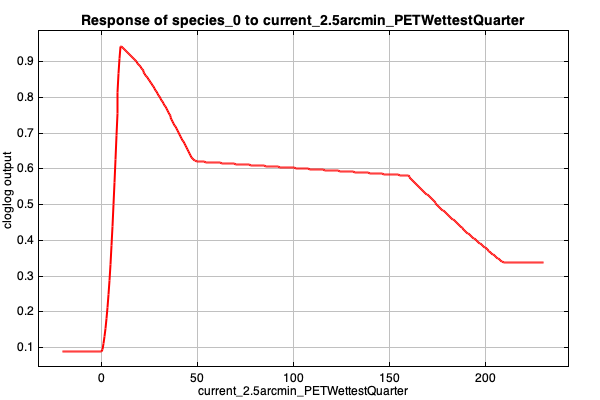 Response of species_0 to current_2.5arcmin_PETWettestQuarter
cloglog output
0.9
0.8
0.7
0.6
0.5
0.4
0.3
0.2
0.1
0 50 100 150 200
current_2.5arcmin_PETWettestQuarter